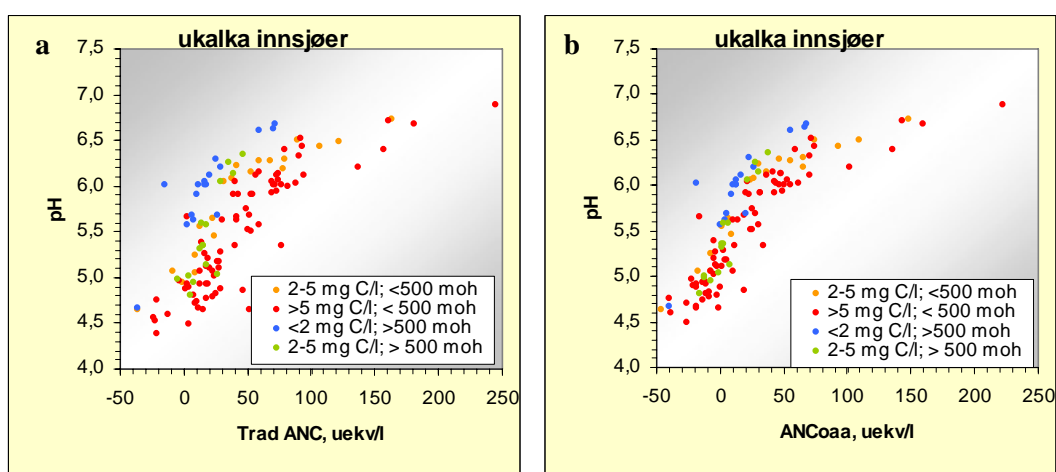 a
ukalka innsjøer
7,5
7,0
6,5
6,0
5,5
5,0
4,5
4,0
pH
2-5 mg C/l; <500 moh
>5 mg C/l; < 500 moh
<2 mg C/l; >500 moh
2-5 mg C/l; > 500 moh
-50 0 50 100 150 200 250
Trad ANC, uekv/l
b
ukalka innsjøer
7,5
7,0
6,5
6,0
5,5
5,0
4,5
4,0
pH
2-5 mg C/l; <500 moh
>5 mg C/l; < 500 moh
<2 mg C/l; >500 moh
2-5 mg C/l; > 500 moh
-50 0 50 100 150 200 250
ANCoaa, uekv/l